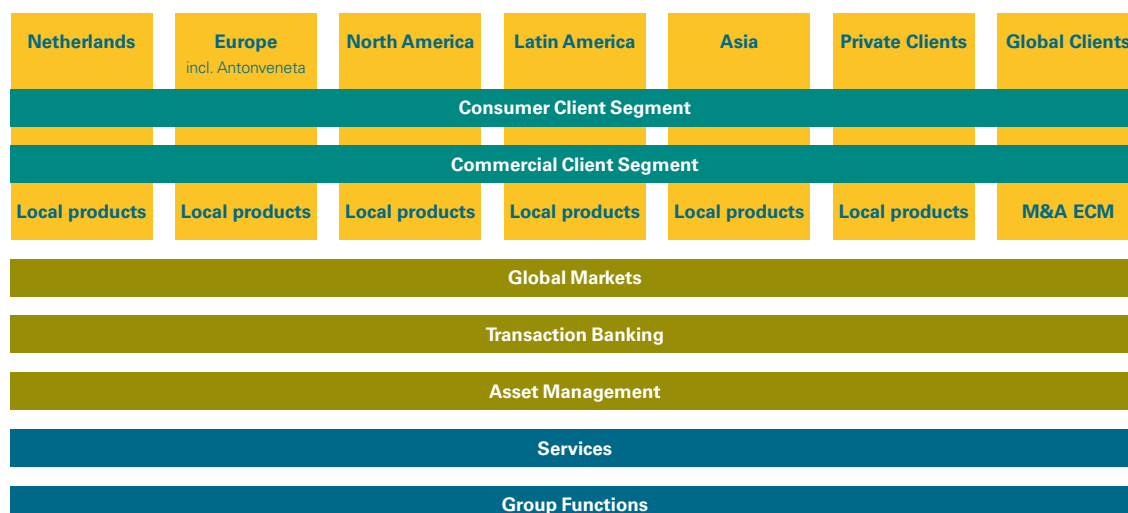 Netherlands
Europe
incl. Antonveneta
North America
Latin America
Asia
Private Clients
Global Clients
Consumer Client Segment
Commercial Client Segment
Local products
Local products
Local products
Local products
Local products
Local products
M&A ECM
Global Markets
Transaction Banking
Asset Management
Services
Group Functions